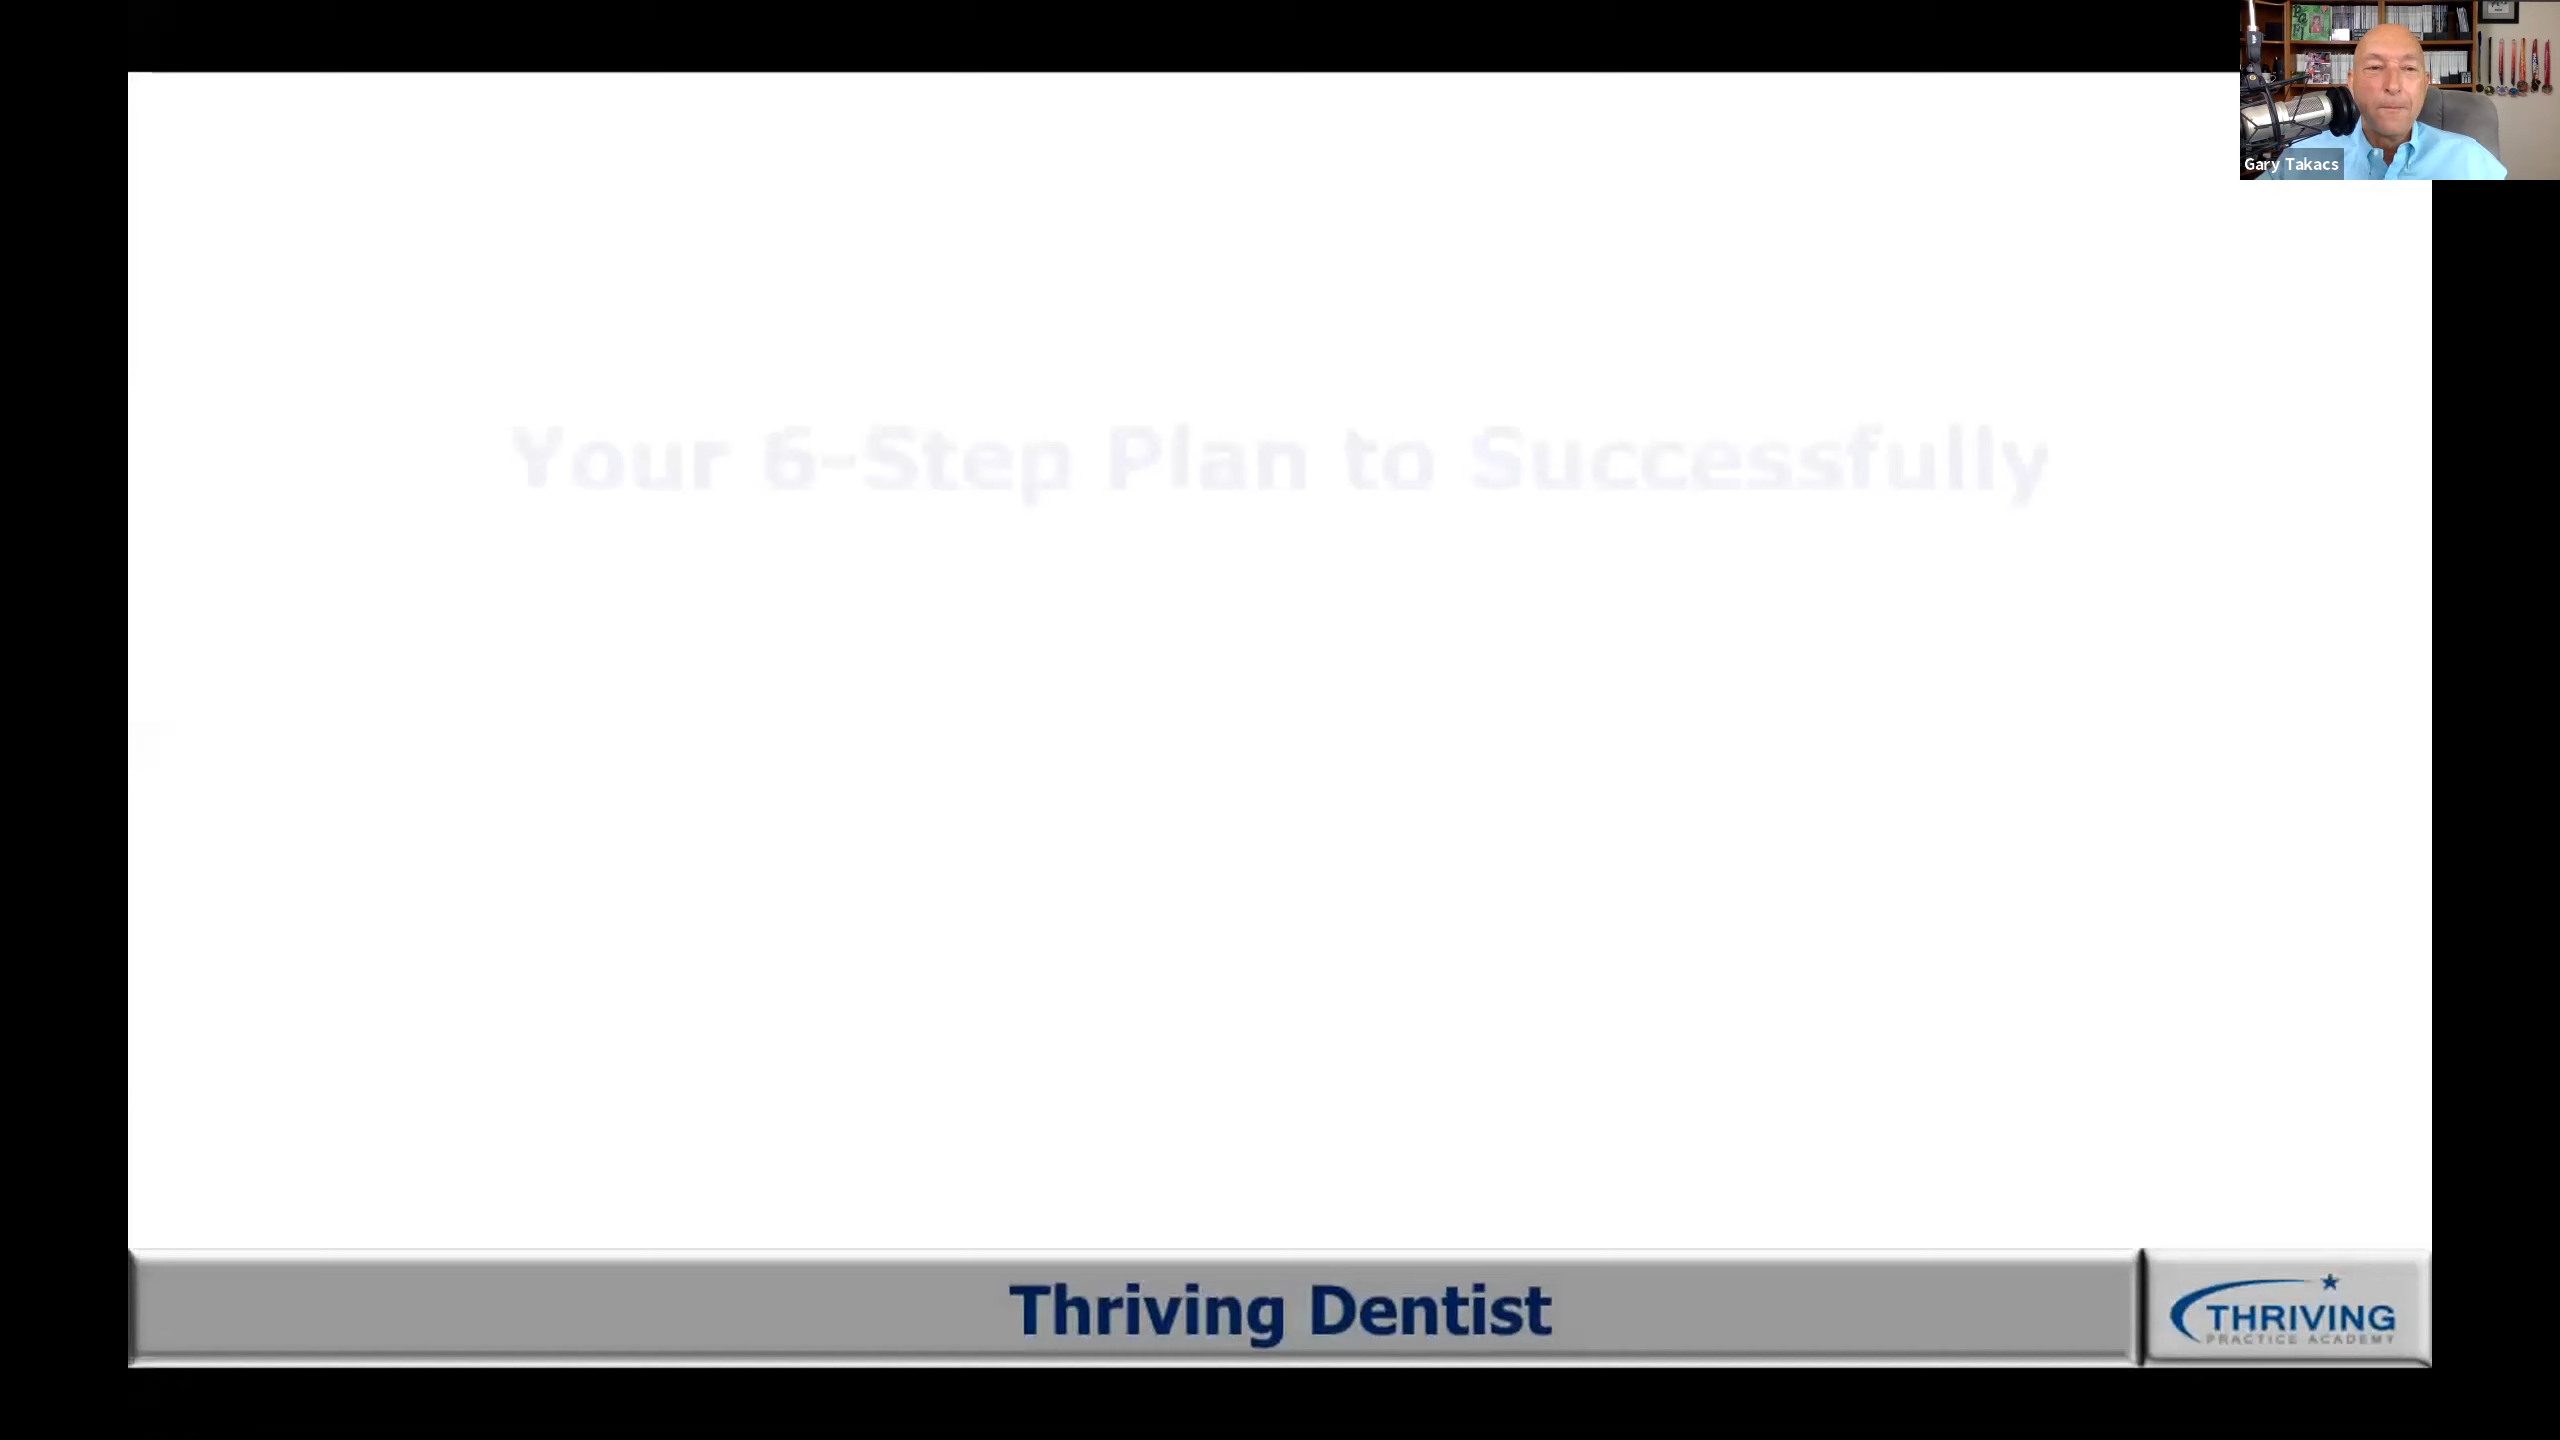 Gary Takacs
Your 6-Step Plan to Successfully
Thriving Dentist
THRIVING
PRACTICE ACADEMY